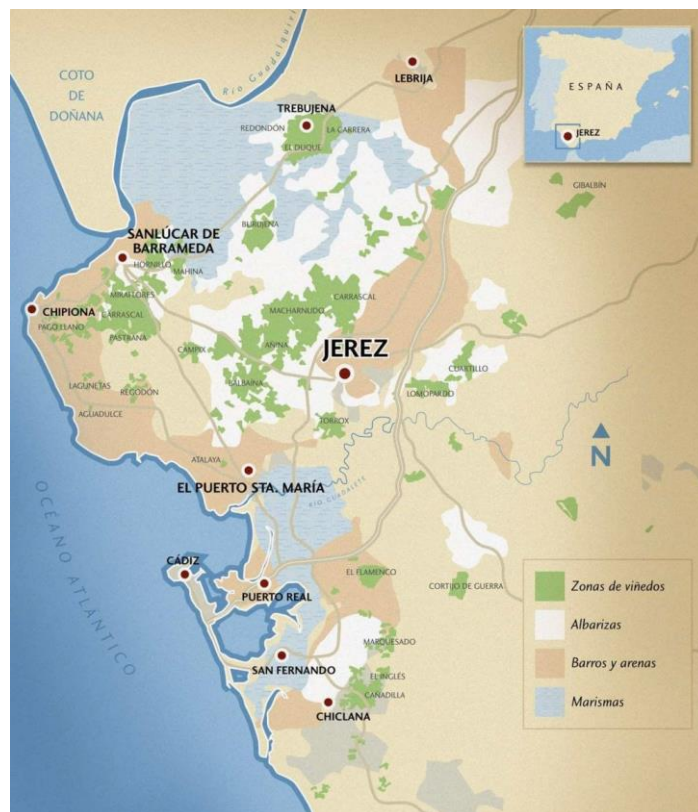 COTO
DE
DOÑANA
Río Guadalquivir
LEBRIJA
ESPAÑA
JEREZ
TREBUJENA
REDONDÓN
LA CABRERA
EL DUQUE
GIBALBÍN
BURUJENA
SANLÚCAR DE
BARRAMEDA
HORNILLO
MAHINA
MIRAFLORES
CHIPIONA
CARRASCAL
PAGO LLANO
PASTRANA
CARRASCAL
MACHARNUDO
AÑINA
CAMPIX
JEREZ
BALBAINA
CUARTILLO
LOMOPARDO
LAGUNETAS
REGODÓN
AGUADULCE
TORROX
ATALAYA
N
EL PUERTO STA. MARÍA
RÍO GUADALETE
OCÉANO ATLÁNTICO
CÁDIZ
PUERTO REAL
EL FLAMENCO
CORTIJO DE GUERRA
MARQUESADO
SAN FERNANDO
EL INGLÉS
CAÑADILLA
CHICLANA
Zonas de viñedos
Albarizas
Barros y arenas
Marismas